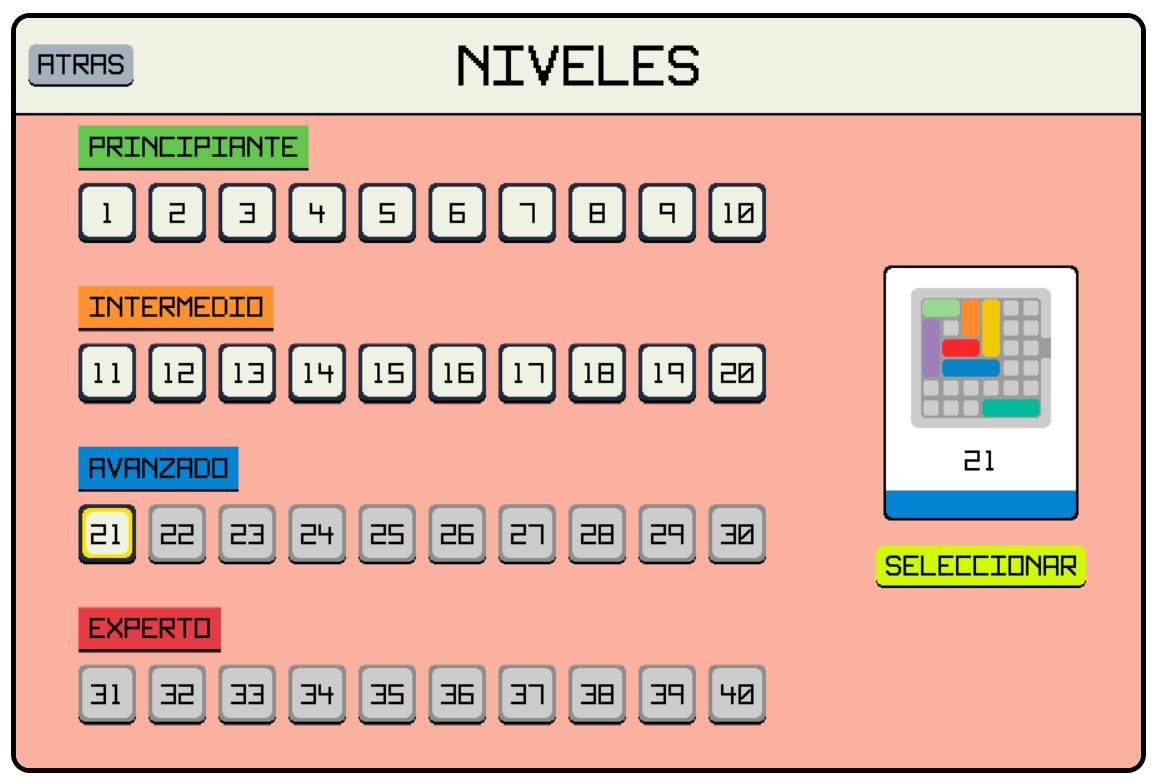 ATRAS
NIVELES
PRINCIPIANTE
1 2 3 4 5 6 7 8 9 10
INTERMEDIO
11 12 13 14 15 16 17 18 19 20
AVANZADO
21 22 23 24 25 26 27 28 29 30
21
SELECCIONAR
EXPERTO
31 32 33 34 35 36 37 38 39 40